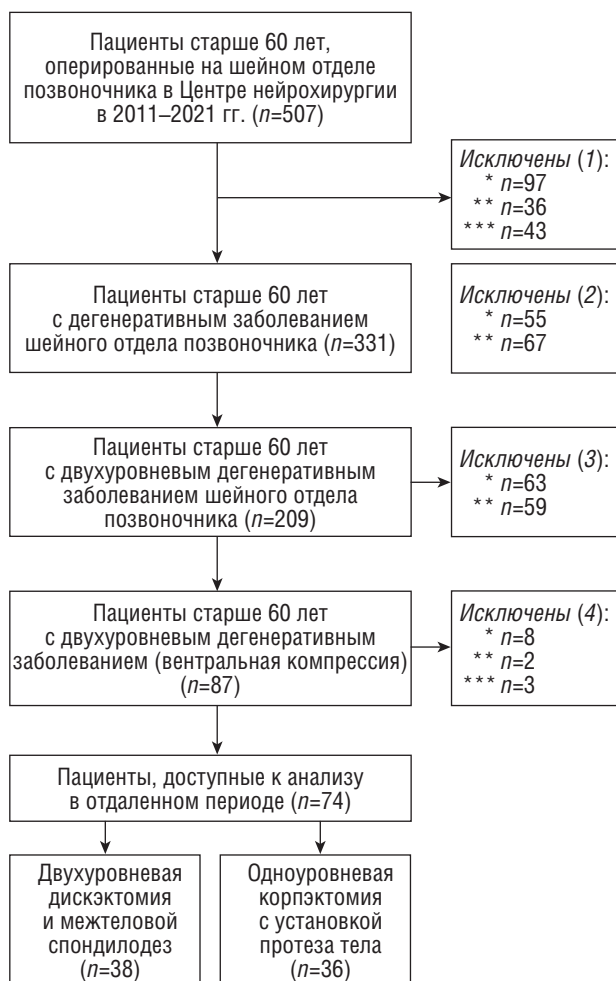 Пациенты старше 60 лет,
оперированные на шейном отделе
позвоночника в Центре нейрохирургии
в 2011–2021 гг. (n=507)
Исключены (1):
* n=97
** n=36
*** n=43
Пациенты старше 60 лет
с дегенеративным заболеванием
шейного отдела позвоночника (n=331)
Исключены (2):
* n=55
** n=67
Пациенты старше 60 лет
с двухуровневым дегенеративным
заболеванием шейного отдела
позвоночника (n=209)
Исключены (3):
* n=63
** n=59
Пациенты старше 60 лет
с двухуровневым дегенеративным
заболеванием (вентральная компрессия)
(n=87)
Исключены (4):
* n=8
** n=2
*** n=3
Пациенты, доступные к анализу
в отдаленном периоде (n=74)
Двухуровневая
дискэктомия
и межтеловой
спондилодез
(n=38)
Одноуровневая
корпэктомия
с установкой
протеза тела
(n=36)